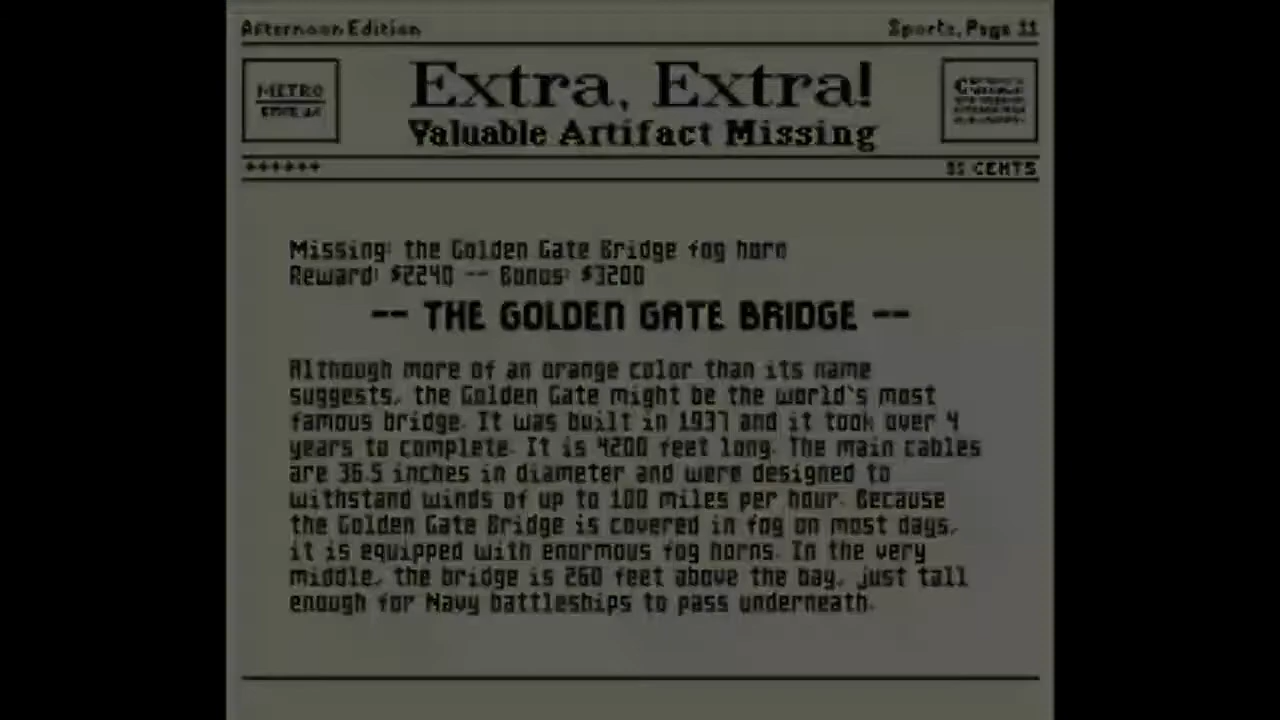 Afternoon Edition
Sports, Page 11
METRO
Extra, Extra!
Valuable Artifact Missing
++++++
35 CENTS
Missing: the Golden Gate Bridge fog horn
Reward: $2240 -- Bonus: $3200
-- THE GOLDEN GATE BRIDGE --
Although more of an orange color than its name
suggests, the Golden Gate might be the world's most
famous bridge. It was built in 1937 and it took over 4
years to complete. It is 4200 feet long. The main cables
are 36.5 inches in diameter and were designed to
withstand winds of up to 100 miles per hour. Because
the Golden Gate Bridge is covered in fog on most days,
it is equipped with enormous fog horns. In the very
middle, the bridge is 260 feet above the bay, just tall
enough for Navy battleships to pass underneath.